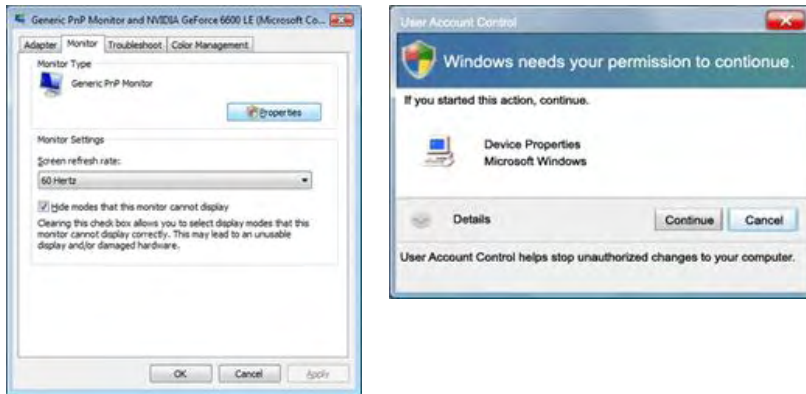 Generic PnP Monitor and NVIDIA GeForce 6600 LE (Microsoft Co...
Adapter Monitor Troubleshoot Color Management
Monitor Type
Generic PnP Monitor
Properties
Monitor Settings
Screen refresh rate:
60 Hertz
Hide modes that this monitor cannot display
Clearing this check box allows you to select display modes that this
monitor cannot display correctly. This may lead to an unusable
display and/or damaged hardware.
OK Cancel Apply
User Account Control
Windows needs your permission to contionue.
If you started this action, continue.
Device Properties
Microsoft Windows
Details Continue Cancel
User Account Control helps stop unauthorized changes to your computer.